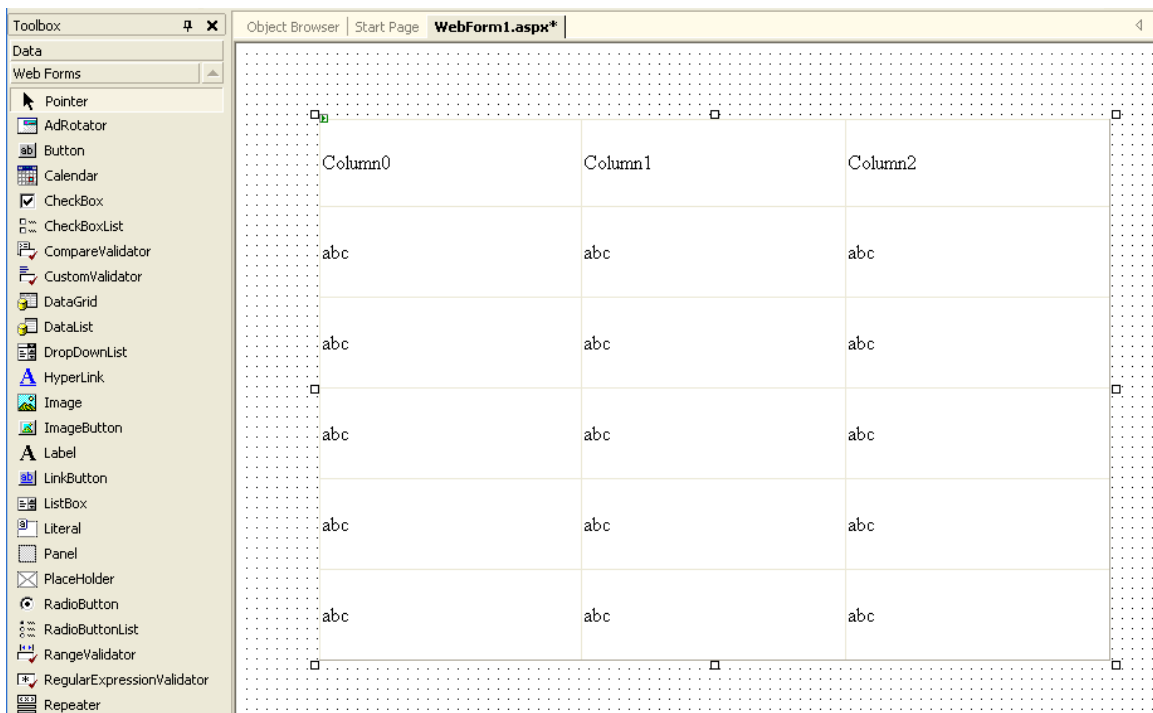 Toolbox
Data
Web Forms
Pointer
AdRotator
ab Button
Calendar
CheckBox
CheckBoxList
CompareValidator
CustomValidator
DataGrid
DataList
DropDownList
A HyperLink
Image
ImageButton
A Label
ab LinkButton
ListBox
Literal
Panel
PlaceHolder
RadioButton
RadioButtonList
RangeValidator
RegularExpressionValidator
Repeater
Object Browser Start Page WebForm1.aspx*
Column0 Column1 Column2
abc abc abc
abc abc abc
abc abc abc
abc abc abc
abc abc abc